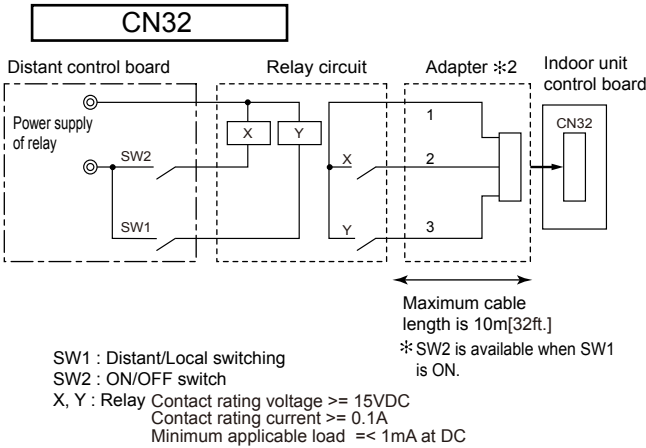 CN32
Distant control board
Relay circuit
Adapter ✻2
Indoor unit
control board
Power supply
of relay
X
Y
1
CN32
SW2
X
2
SW1
Y
3
Maximum cable
length is 10m[32ft.]
✻ SW2 is available when SW1
is ON.
SW1 : Distant/Local switching
SW2 : ON/OFF switch
X, Y : Relay Contact rating voltage >= 15VDC
Contact rating current >= 0.1A
Minimum applicable load =< 1mA at DC